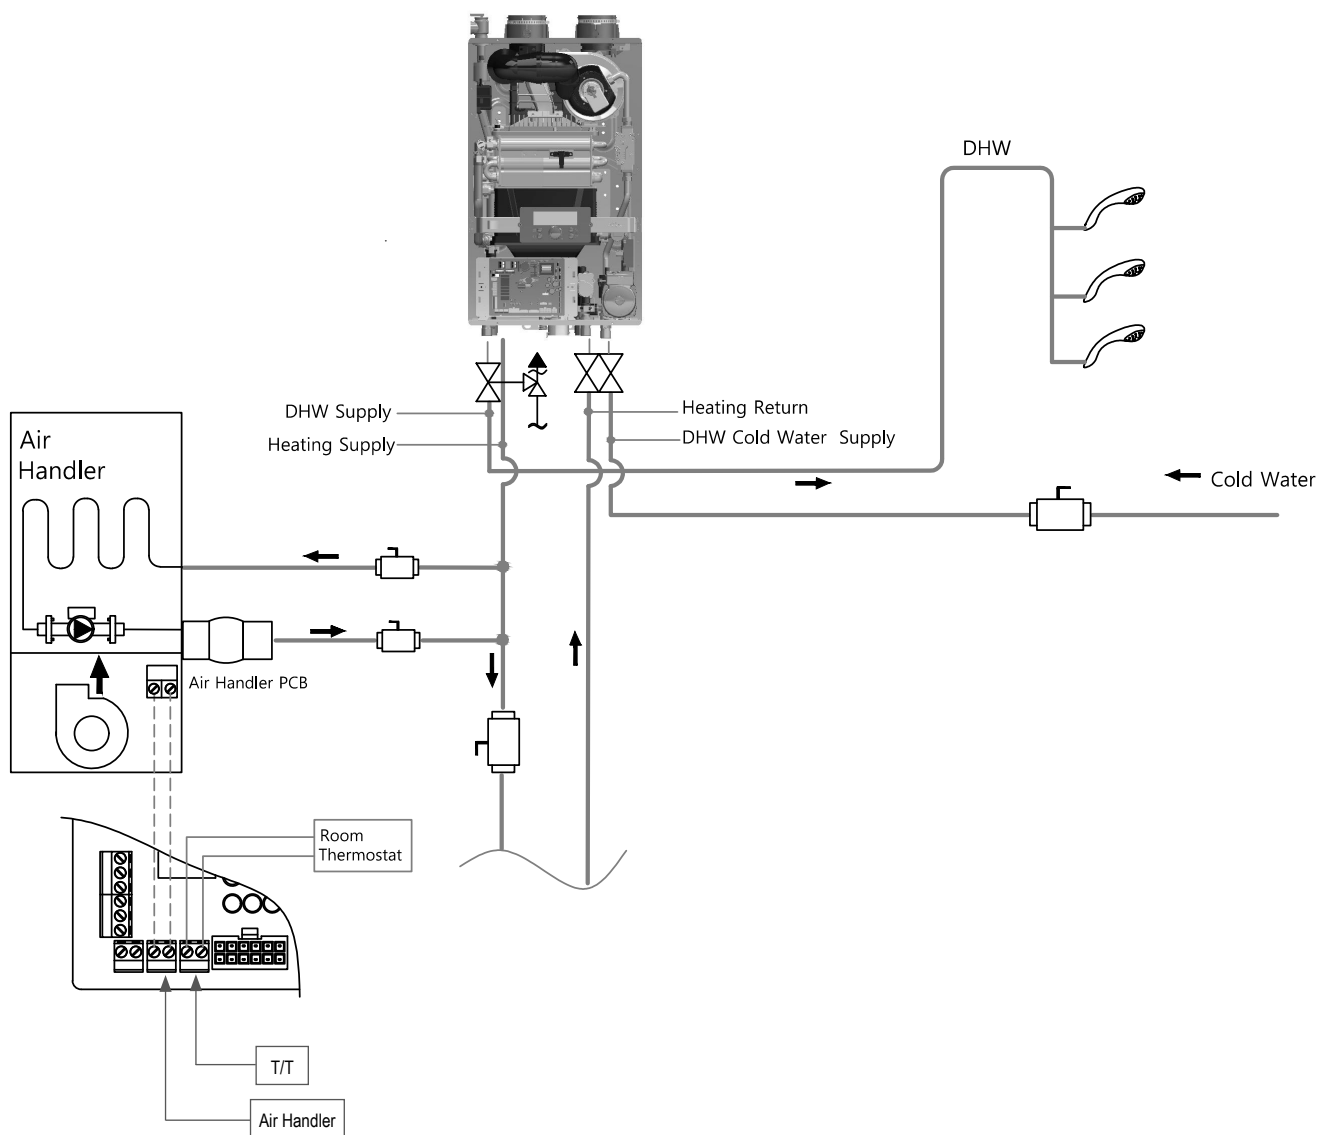 DHW
DHW Supply
Heating Supply
Heating Return
DHW Cold Water Supply
Cold Water
Air
Handler
Air Handler PCB
Room
Thermostat
T/T
Air Handler